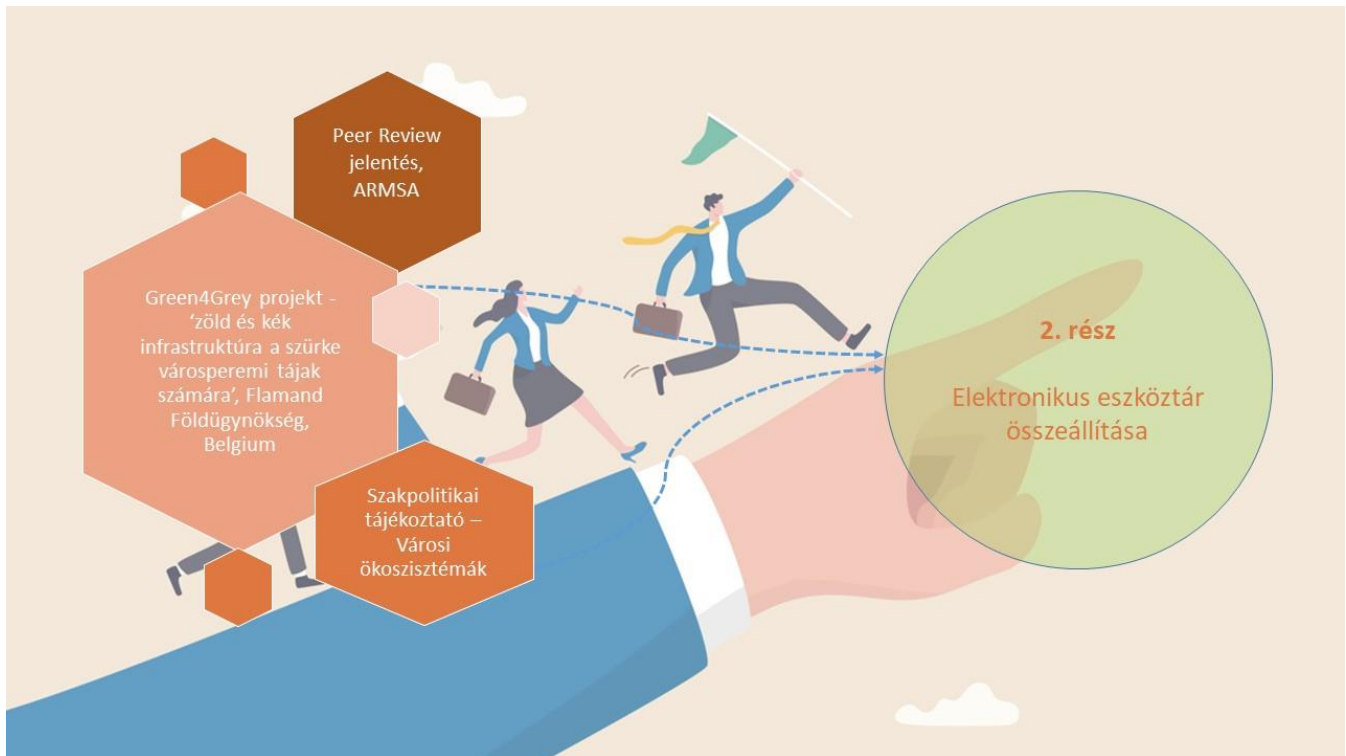 Peer Review
jelentés,
ARMSA
Green4Grey projekt -
‘zöld és kék
infrastruktúra a szürke
városperemi tájak
számára’, Flamand
Földügynökség,
Belgium
Szakpolitikai
tájékoztató –
Városi
ökoszisztémák
2. rész
Elektronikus eszköztár
összeállítása